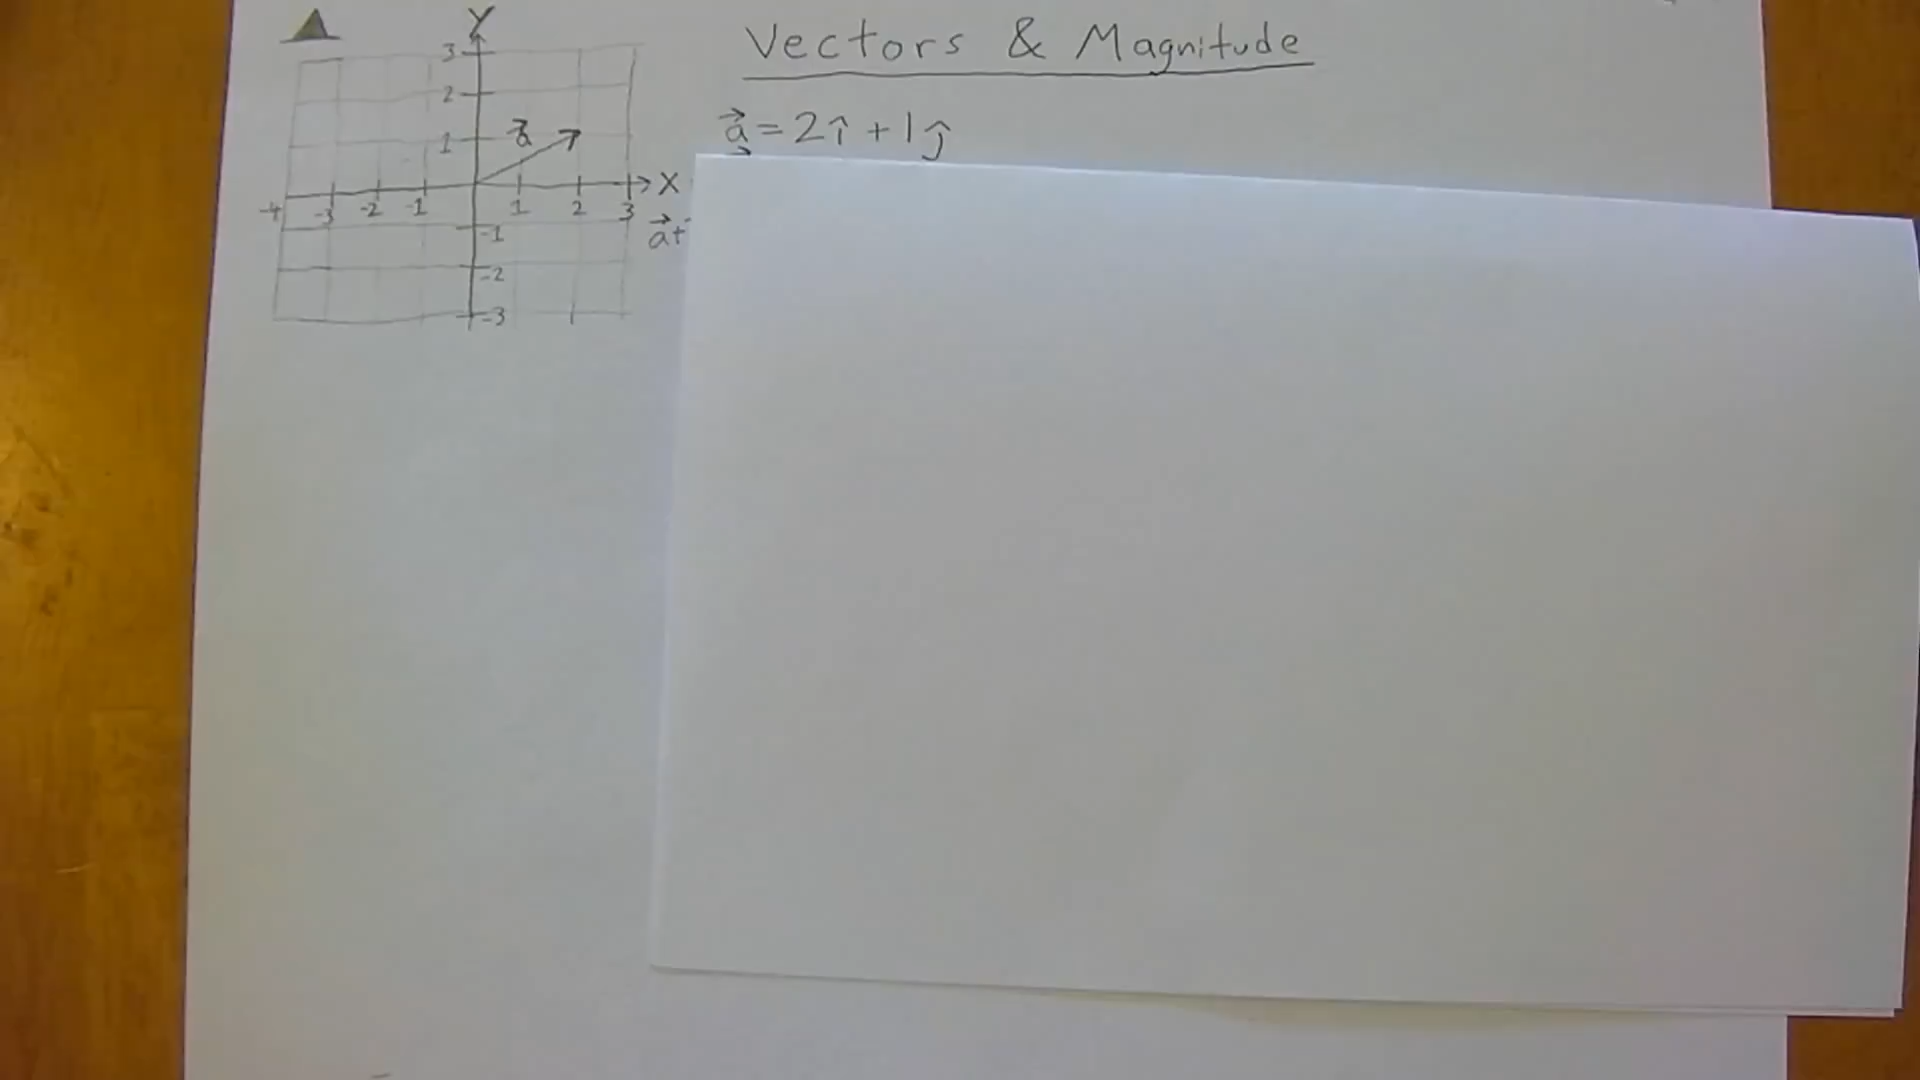 Vectors & Magnitude
a⃗ = 2î + 1ĵ
Y
3
2
1
a⃗
X
-4 -3 -2 -1 1 2 3
a⃗+
-1
-2
-3